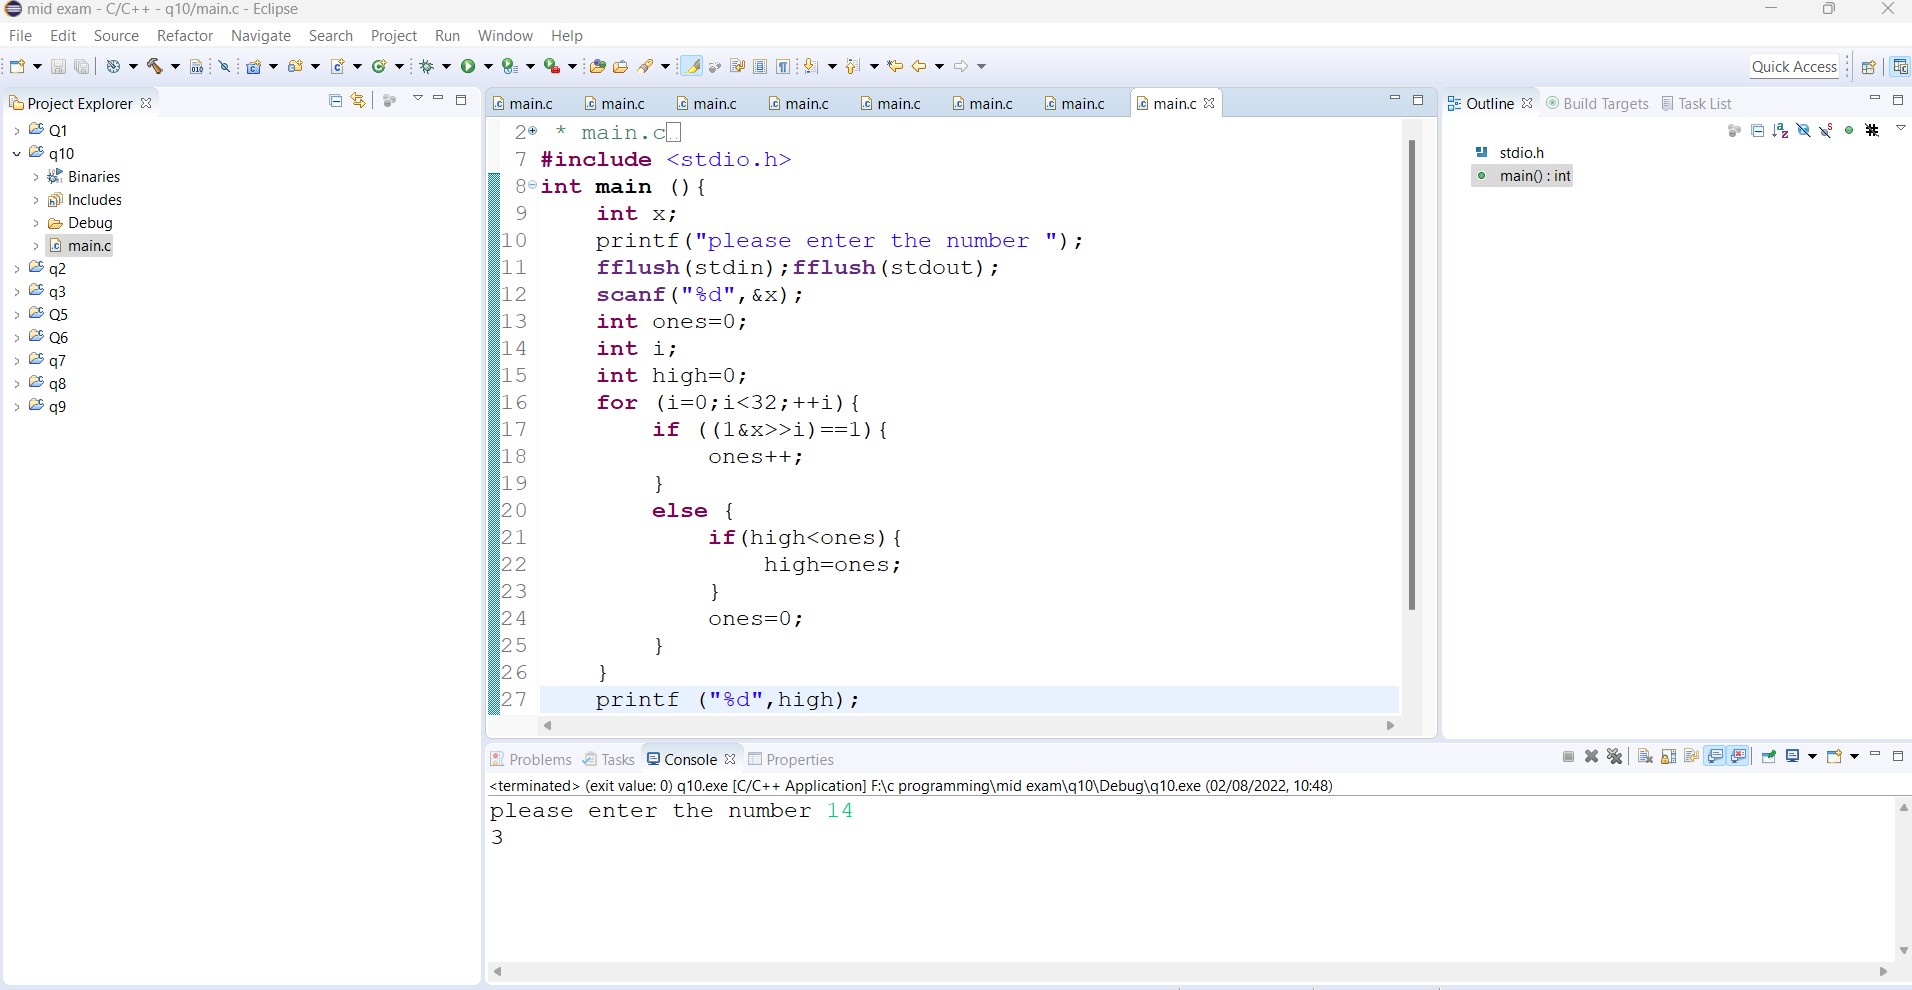 mid exam - C/C++ - q10/main.c - Eclipse
File Edit Source Refactor Navigate Search Project Run Window Help
Quick Access
Project Explorer
Q1
q10
Binaries
Includes
Debug
main.c
q2
q3
Q5
Q6
q7
q8
q9
main.c main.c main.c main.c main.c main.c main.c main.c
2 * main.c
7 #include <stdio.h>
8 int main (){
9 int x;
10 printf("please enter the number ");
11 fflush(stdin);fflush(stdout);
12 scanf("%d",&x);
13 int ones=0;
14 int i;
15 int high=0;
16 for (i=0;i<32;++i){
17 if ((1&x>>i)==1){
18 ones++;
19 }
20 else {
21 if(high<ones){
22 high=ones;
23 }
24 ones=0;
25 }
26 }
27 printf ("%d",high);
Outline Build Targets Task List
stdio.h
main() : int
Problems Tasks Console Properties
<terminated> (exit value: 0) q10.exe [C/C++ Application] F:\c programming\mid exam\q10\Debug\q10.exe (02/08/2022, 10:48)
please enter the number 14
3